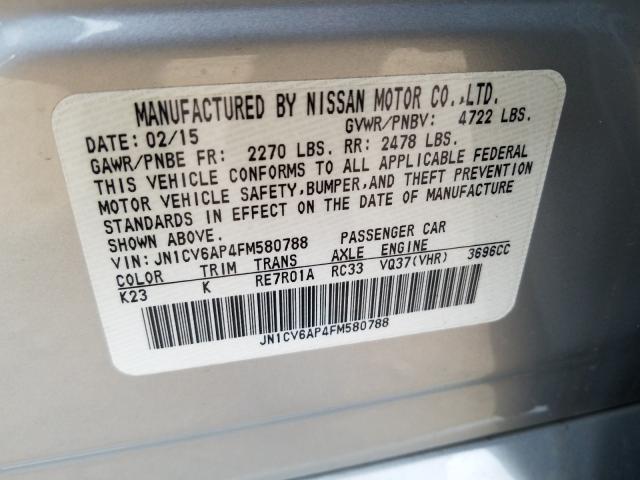 MANUFACTURED BY NISSAN MOTOR CO.,LTD.
DATE: 02/15 GVWR/PNBV: 4722 LBS.
GAWR/PNBE FR: 2270 LBS. RR: 2478 LBS.
THIS VEHICLE CONFORMS TO ALL APPLICABLE FEDERAL
MOTOR VEHICLE SAFETY,BUMPER,AND THEFT PREVENTION
STANDARDS IN EFFECT ON THE DATE OF MANUFACTURE
SHOWN ABOVE.
VIN: JN1CV6AP4FM580788 PASSENGER CAR
COLOR TRIM TRANS AXLE ENGINE
K23 K RE7R01A RC33 VQ37(VHR) 3696CC
JN1CV6AP4FM580788